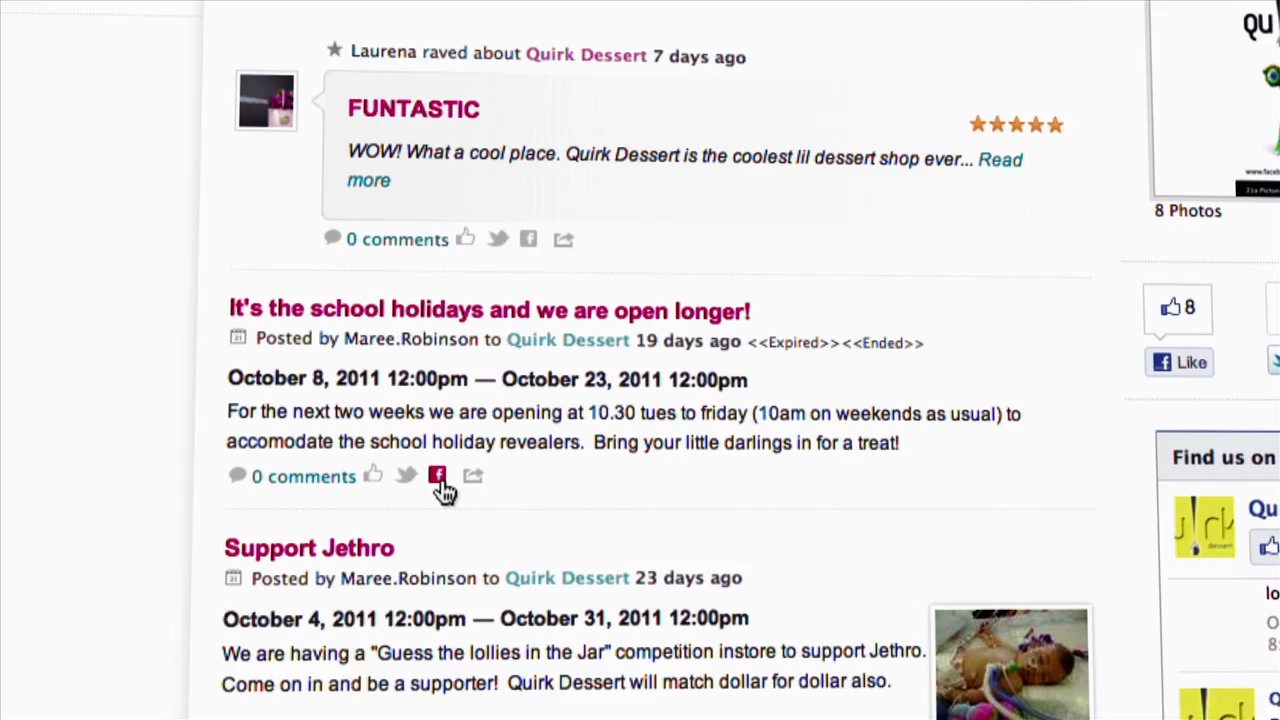 QU
Laurena raved about Quirk Dessert 7 days ago
FUNTASTIC
WOW! What a cool place. Quirk Dessert is the coolest lil dessert shop ever... Read
more
8 Photos
0 comments
It's the school holidays and we are open longer!
8
Posted by Maree.Robinson to Quirk Dessert 19 days ago <<Expired>><<Ended>>
Like
October 8, 2011 12:00pm — October 23, 2011 12:00pm
For the next two weeks we are opening at 10.30 tues to friday (10am on weekends as usual) to
accomodate the school holiday revealers. Bring your little darlings in for a treat!
Find us on
0 comments
Qu
dessert
Support Jethro
Posted by Maree.Robinson to Quirk Dessert 23 days ago
lo
October 4, 2011 12:00pm — October 31, 2011 12:00pm
We are having a "Guess the lollies in the Jar" competition instore to support Jethro.
Come on in and be a supporter! Quirk Dessert will match dollar for dollar also.